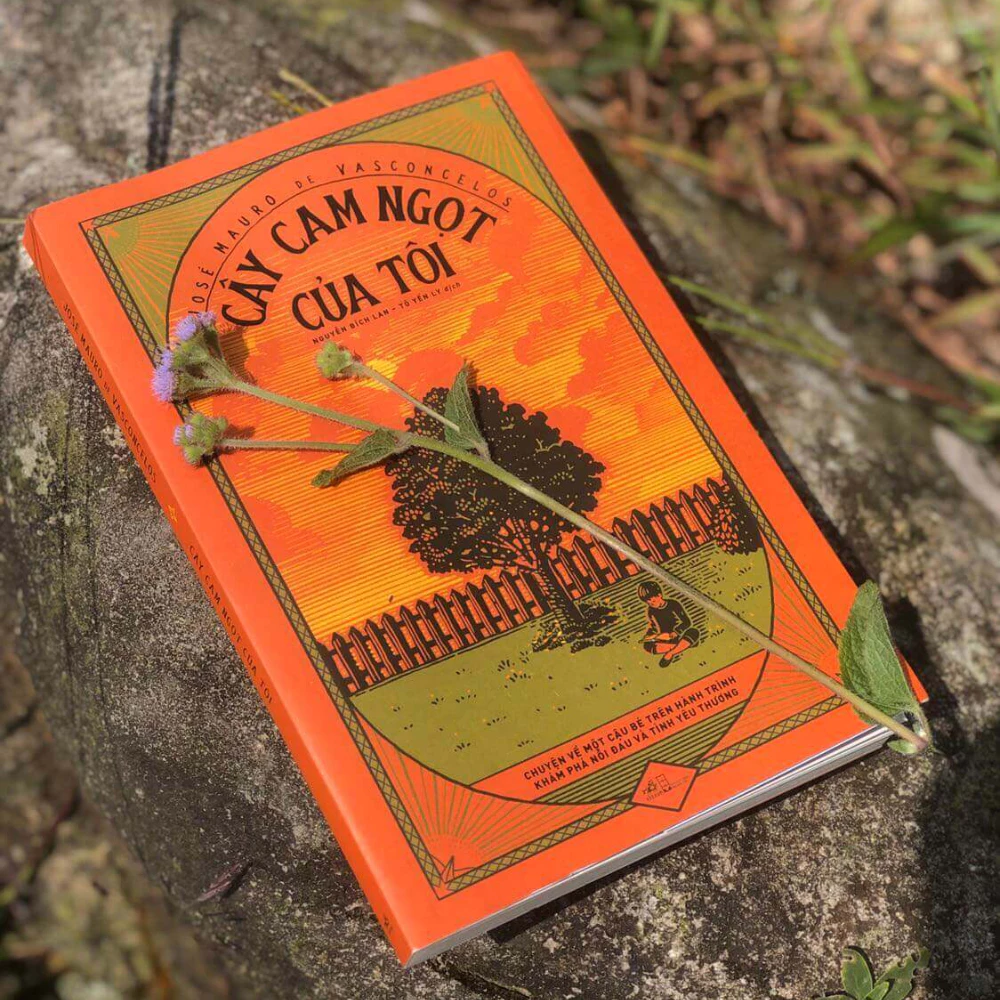 JOSÉ MAURO DE VASCONCELOS
CÂY CAM NGỌT
CỦA TÔI
NGUYỄN BÍCH LAN - TÔ YẾN LY dịch
CHUYỆN VỀ MỘT CẬU BÉ TRÊN HÀNH TRÌNH
KHÁM PHÁ NỖI ĐAU VÀ TÌNH YÊU THƯƠNG
JOSÉ MAURO DE VASCONCELOS
CÂY CAM NGỌT CỦA TÔI